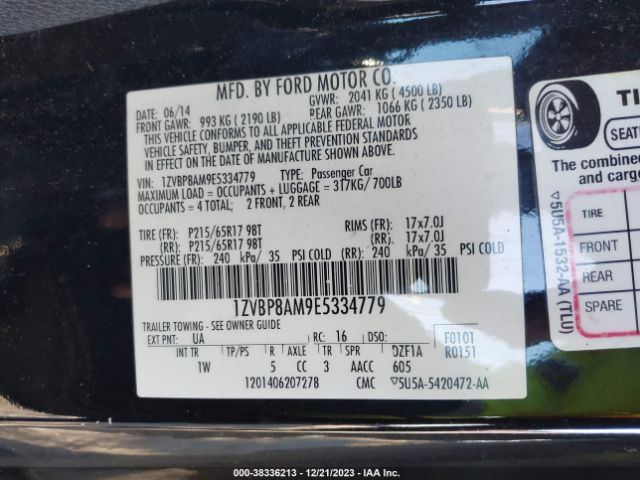 MFD. BY FORD MOTOR CO.
DATE: 06/14 GVWR: 2041 KG ( 4500 LB)
FRONT GAWR: 993 KG ( 2190 LB) REAR GAWR: 1066 KG ( 2350 LB)
THIS VEHICLE CONFORMS TO ALL APPLICABLE FEDERAL MOTOR
VEHICLE SAFETY, BUMPER, AND THEFT PREVENTION STANDARDS
IN EFFECT ON THE DATE OF MANUFACTURE SHOWN ABOVE.
VIN: 1ZVBP8AM9E5334779 TYPE: Passenger Car
MAXIMUM LOAD = OCCUPANTS + LUGGAGE = 317KG/ 700LB
OCCUPANTS = 4 TOTAL; 2 FRONT, 2 REAR
TIRE (FR): P215/65R17 98T RIMS (FR): 17x7.0J
(RR): P215/65R17 98T (RR): 17x7.0J
PRESSURE (FR): 240 kPa/ 35 PSI COLD (RR): 240 kPa/ 35 PSI COLD
1ZVBP8AM9E5334779
TRAILER TOWING - SEE OWNER GUIDE
EXT PNT: UA RC: 16 DSO: F0101
INT TR TP/PS R AXLE TR SPR DZF1A R0151
1W 5 CC 3 AACC 605
1201406207278 CMC ▽5U5A-5420472-AA
TI
SEAT
The combined
and cargo
TIRE
FRONT
REAR
SPARE
▽5U5A-1532-AA (TLU)
000-38336213 - 12/21/2023 - IAA Inc.